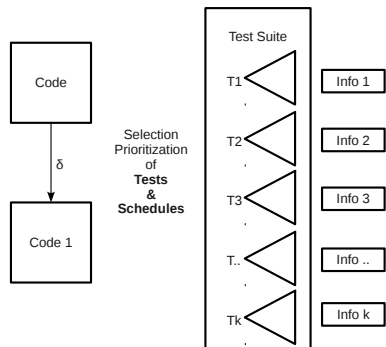 Code
δ
Code 1
Selection
Prioritization
of
Tests
&
Schedules
Test Suite
T1
Info 1
T2
Info 2
T3
Info 3
T..
Info ..
Tk
Info k